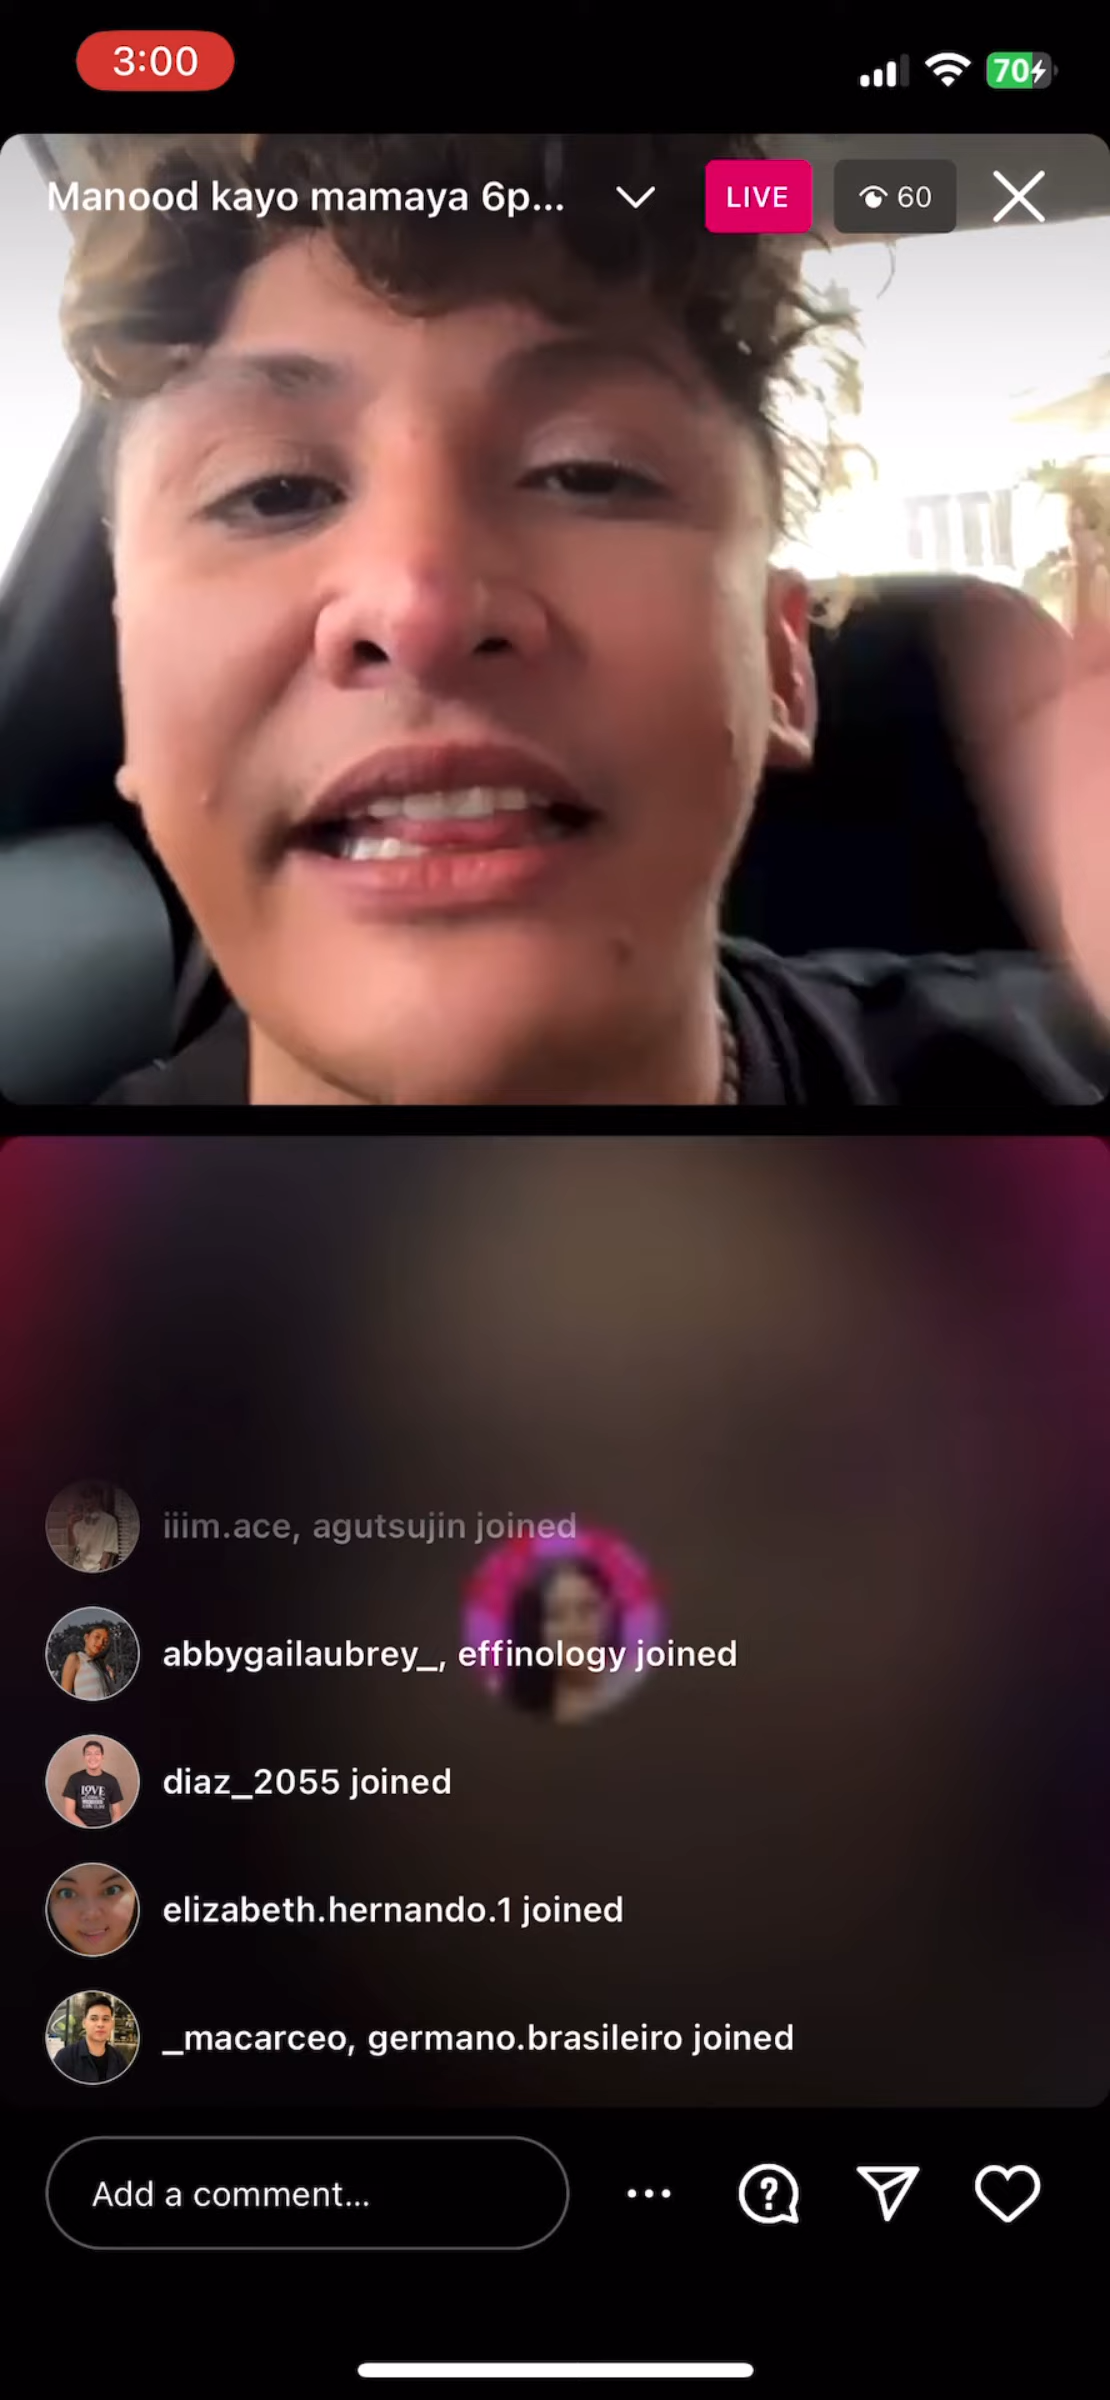 3:00
70
Manood kayo mamaya 6p...
LIVE
60
iiim.ace, agutsujin joined
abbygailaubrey_, effinology joined
diaz_2055 joined
LOVE
elizabeth.hernando.1 joined
_macarceo, germano.brasileiro joined
Add a comment...